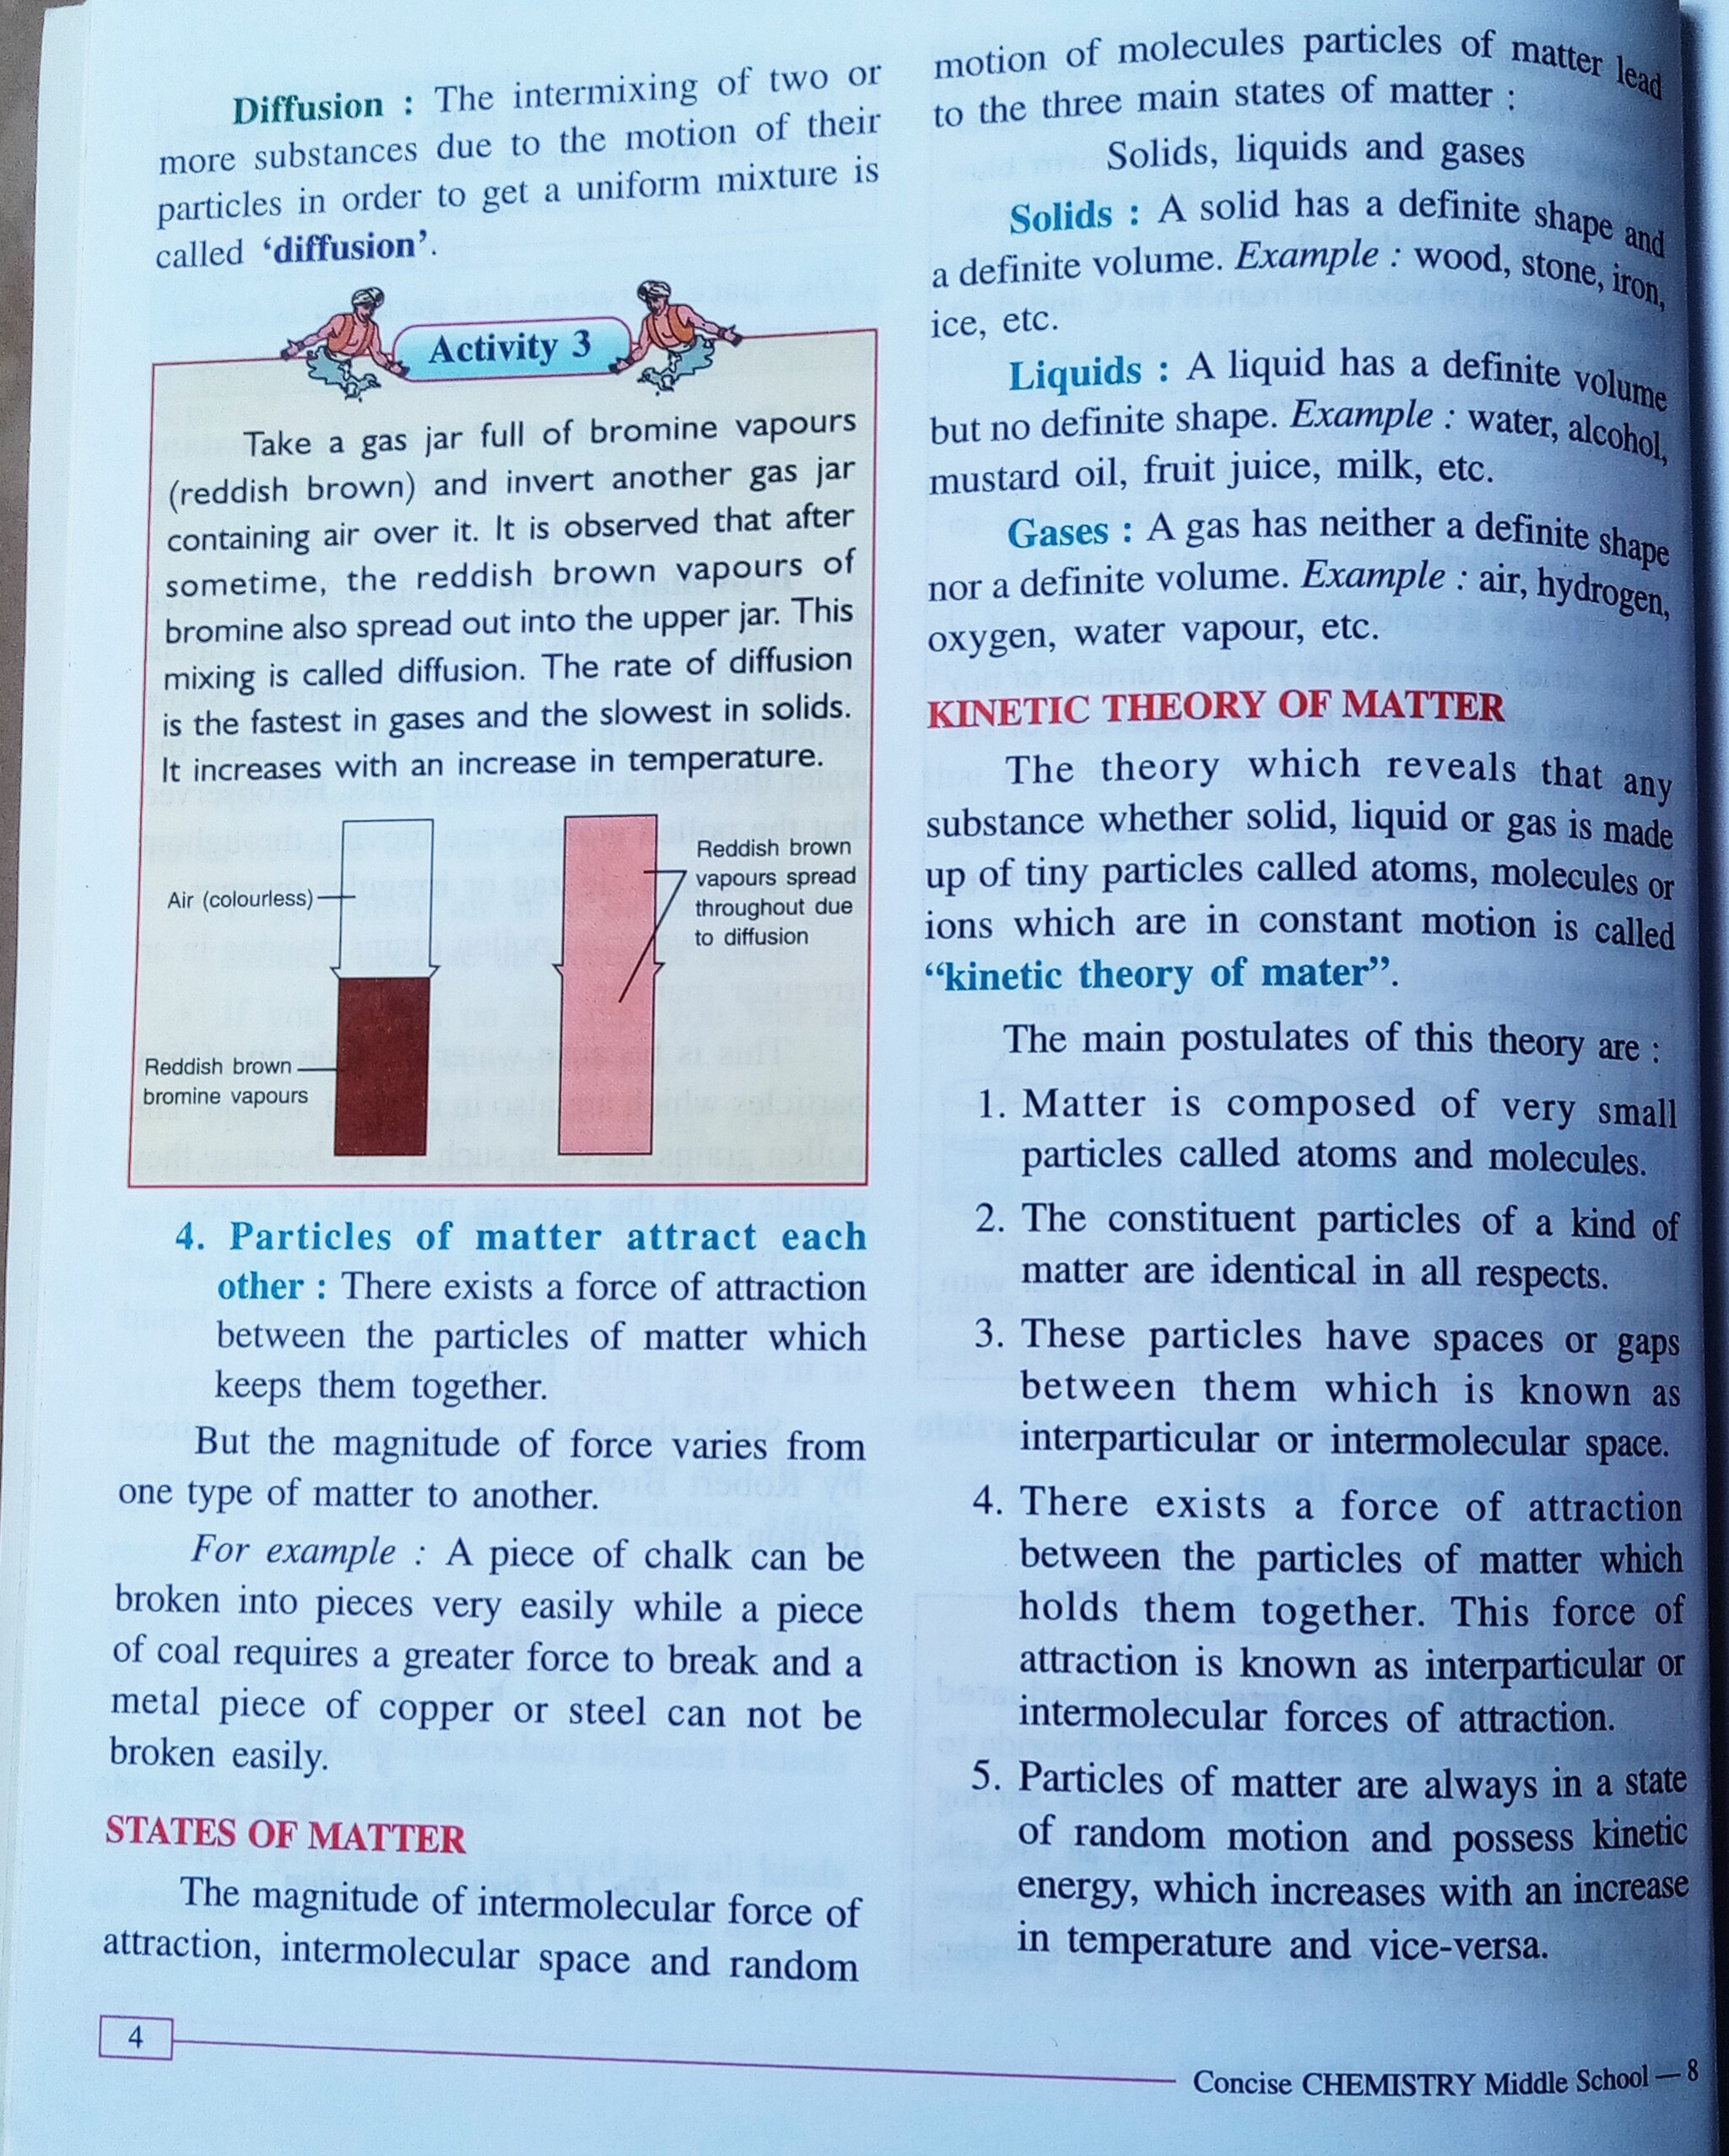 Diffusion : The intermixing of two or
more substances due to the motion of their
particles in order to get a uniform mixture is
called ‘diffusion’.
Activity 3
Take a gas jar full of bromine vapours
(reddish brown) and invert another gas jar
containing air over it. It is observed that after
sometime, the reddish brown vapours of
bromine also spread out into the upper jar. This
mixing is called diffusion. The rate of diffusion
is the fastest in gases and the slowest in solids.
It increases with an increase in temperature.
Air (colourless)
Reddish brown
bromine vapours
Reddish brown
vapours spread
throughout due
to diffusion
4. Particles of matter attract each
other : There exists a force of attraction
between the particles of matter which
keeps them together.
But the magnitude of force varies from
one type of matter to another.
For example : A piece of chalk can be
broken into pieces very easily while a piece
of coal requires a greater force to break and a
metal piece of copper or steel can not be
broken easily.
STATES OF MATTER
The magnitude of intermolecular force of
attraction, intermolecular space and random
motion of molecules particles of matter lead
to the three main states of matter :
Solids, liquids and gases
Solids : A solid has a definite shape and
a definite volume. Example : wood, stone, iron,
ice, etc.
Liquids : A liquid has a definite volume
but no definite shape. Example : water, alcohol,
mustard oil, fruit juice, milk, etc.
Gases : A gas has neither a definite shape
nor a definite volume. Example : air, hydrogen,
oxygen, water vapour, etc.
KINETIC THEORY OF MATTER
The theory which reveals that any
substance whether solid, liquid or gas is made
up of tiny particles called atoms, molecules or
ions which are in constant motion is called
“kinetic theory of mater”.
The main postulates of this theory are :
1. Matter is composed of very small
particles called atoms and molecules.
2. The constituent particles of a kind of
matter are identical in all respects.
3. These particles have spaces or gaps
between them which is known as
interparticular or intermolecular space.
4. There exists a force of attraction
between the particles of matter which
holds them together. This force of
attraction is known as interparticular or
intermolecular forces of attraction.
5. Particles of matter are always in a state
of random motion and possess kinetic
energy, which increases with an increase
in temperature and vice-versa.
4
Concise CHEMISTRY Middle School — 8